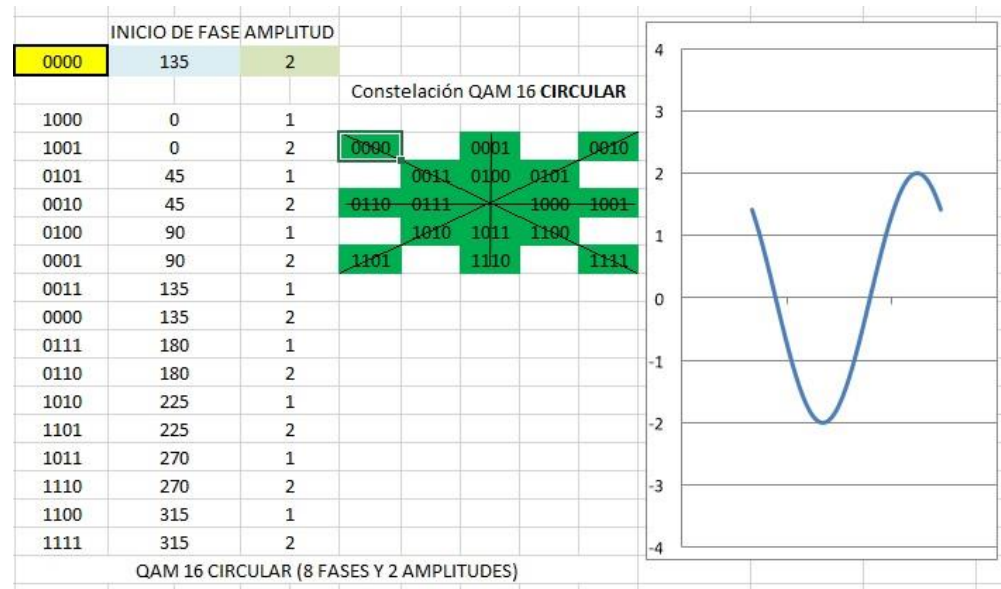 INICIO DE FASE AMPLITUD
0000 135 2
Constelación QAM 16 CIRCULAR
1000 0 1
1001 0 2
0101 45 1
0010 45 2
0100 90 1
0001 90 2
0011 135 1
0000 135 2
0111 180 1
0110 180 2
1010 225 1
1101 225 2
1011 270 1
1110 270 2
1100 315 1
1111 315 2
QAM 16 CIRCULAR (8 FASES Y 2 AMPLITUDES)
0000 0001 0010
0011 0100 0101
0110 0111 1000 1001
1010 1011 1100
1101 1110 1111
4
3
2
1
0
-1
-2
-3
-4